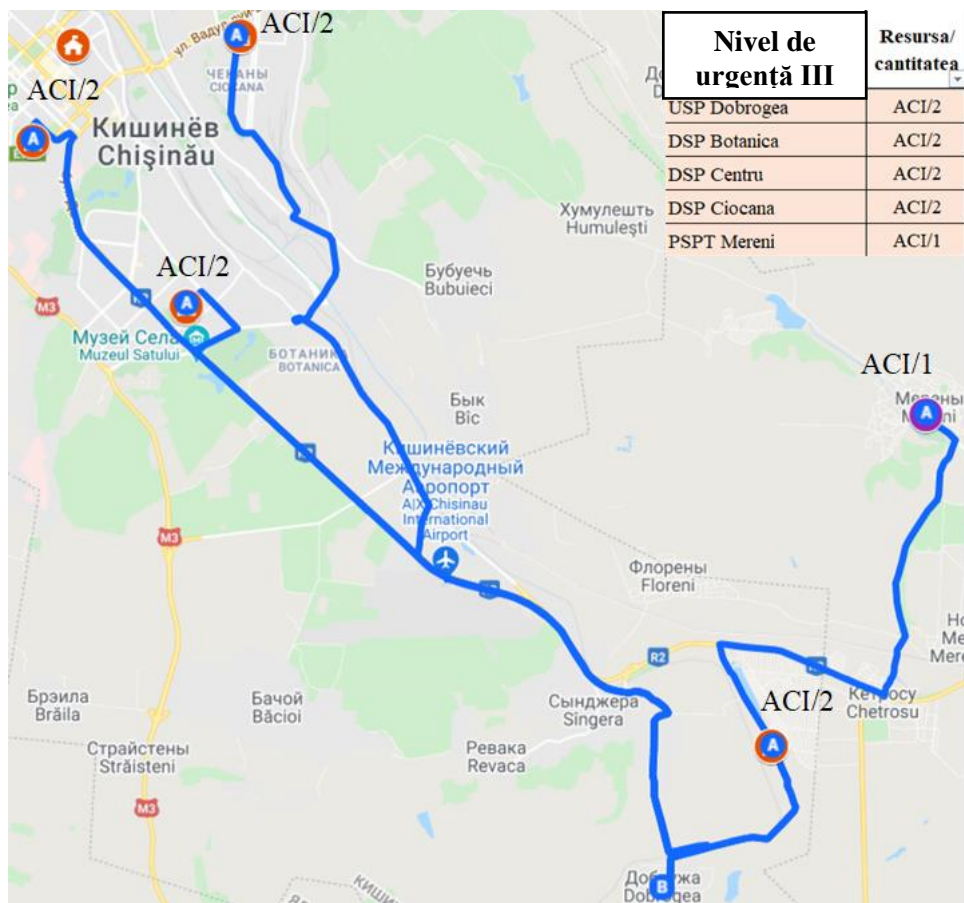 ACI/2
ул. Вадул
ЧЕКАНЫ
CIOCANA
ACI/2
Кишинёв
Chişinău
ACI/2
M3
Музей Села
Muzeul Satului
БОТАНИКА
BOTANICA
Хумулешть
Humulești
Бубуечь
Bubuieci
Бык
Bîc
Кишинёвский
Международный
Аэропорт
AIX Chisinau
International
Airport
M3
ACI/1
Мерены
Флорены
Floreni
R2
Сынджера
Sîngera
ACI/2
Кетросу
Chetrosu
Брэила
Brăila
Бачой
Băcioi
Ревака
Revaca
Страйстены
Străisteni
M3
Dobrogea
A
A
A
A
A
B
Nivel de
urgență III
Resursa/
cantitatea
USP Dobrogea ACI/2
DSP Botanica ACI/2
DSP Centru ACI/2
DSP Ciocana ACI/2
PSPT Mereni ACI/1